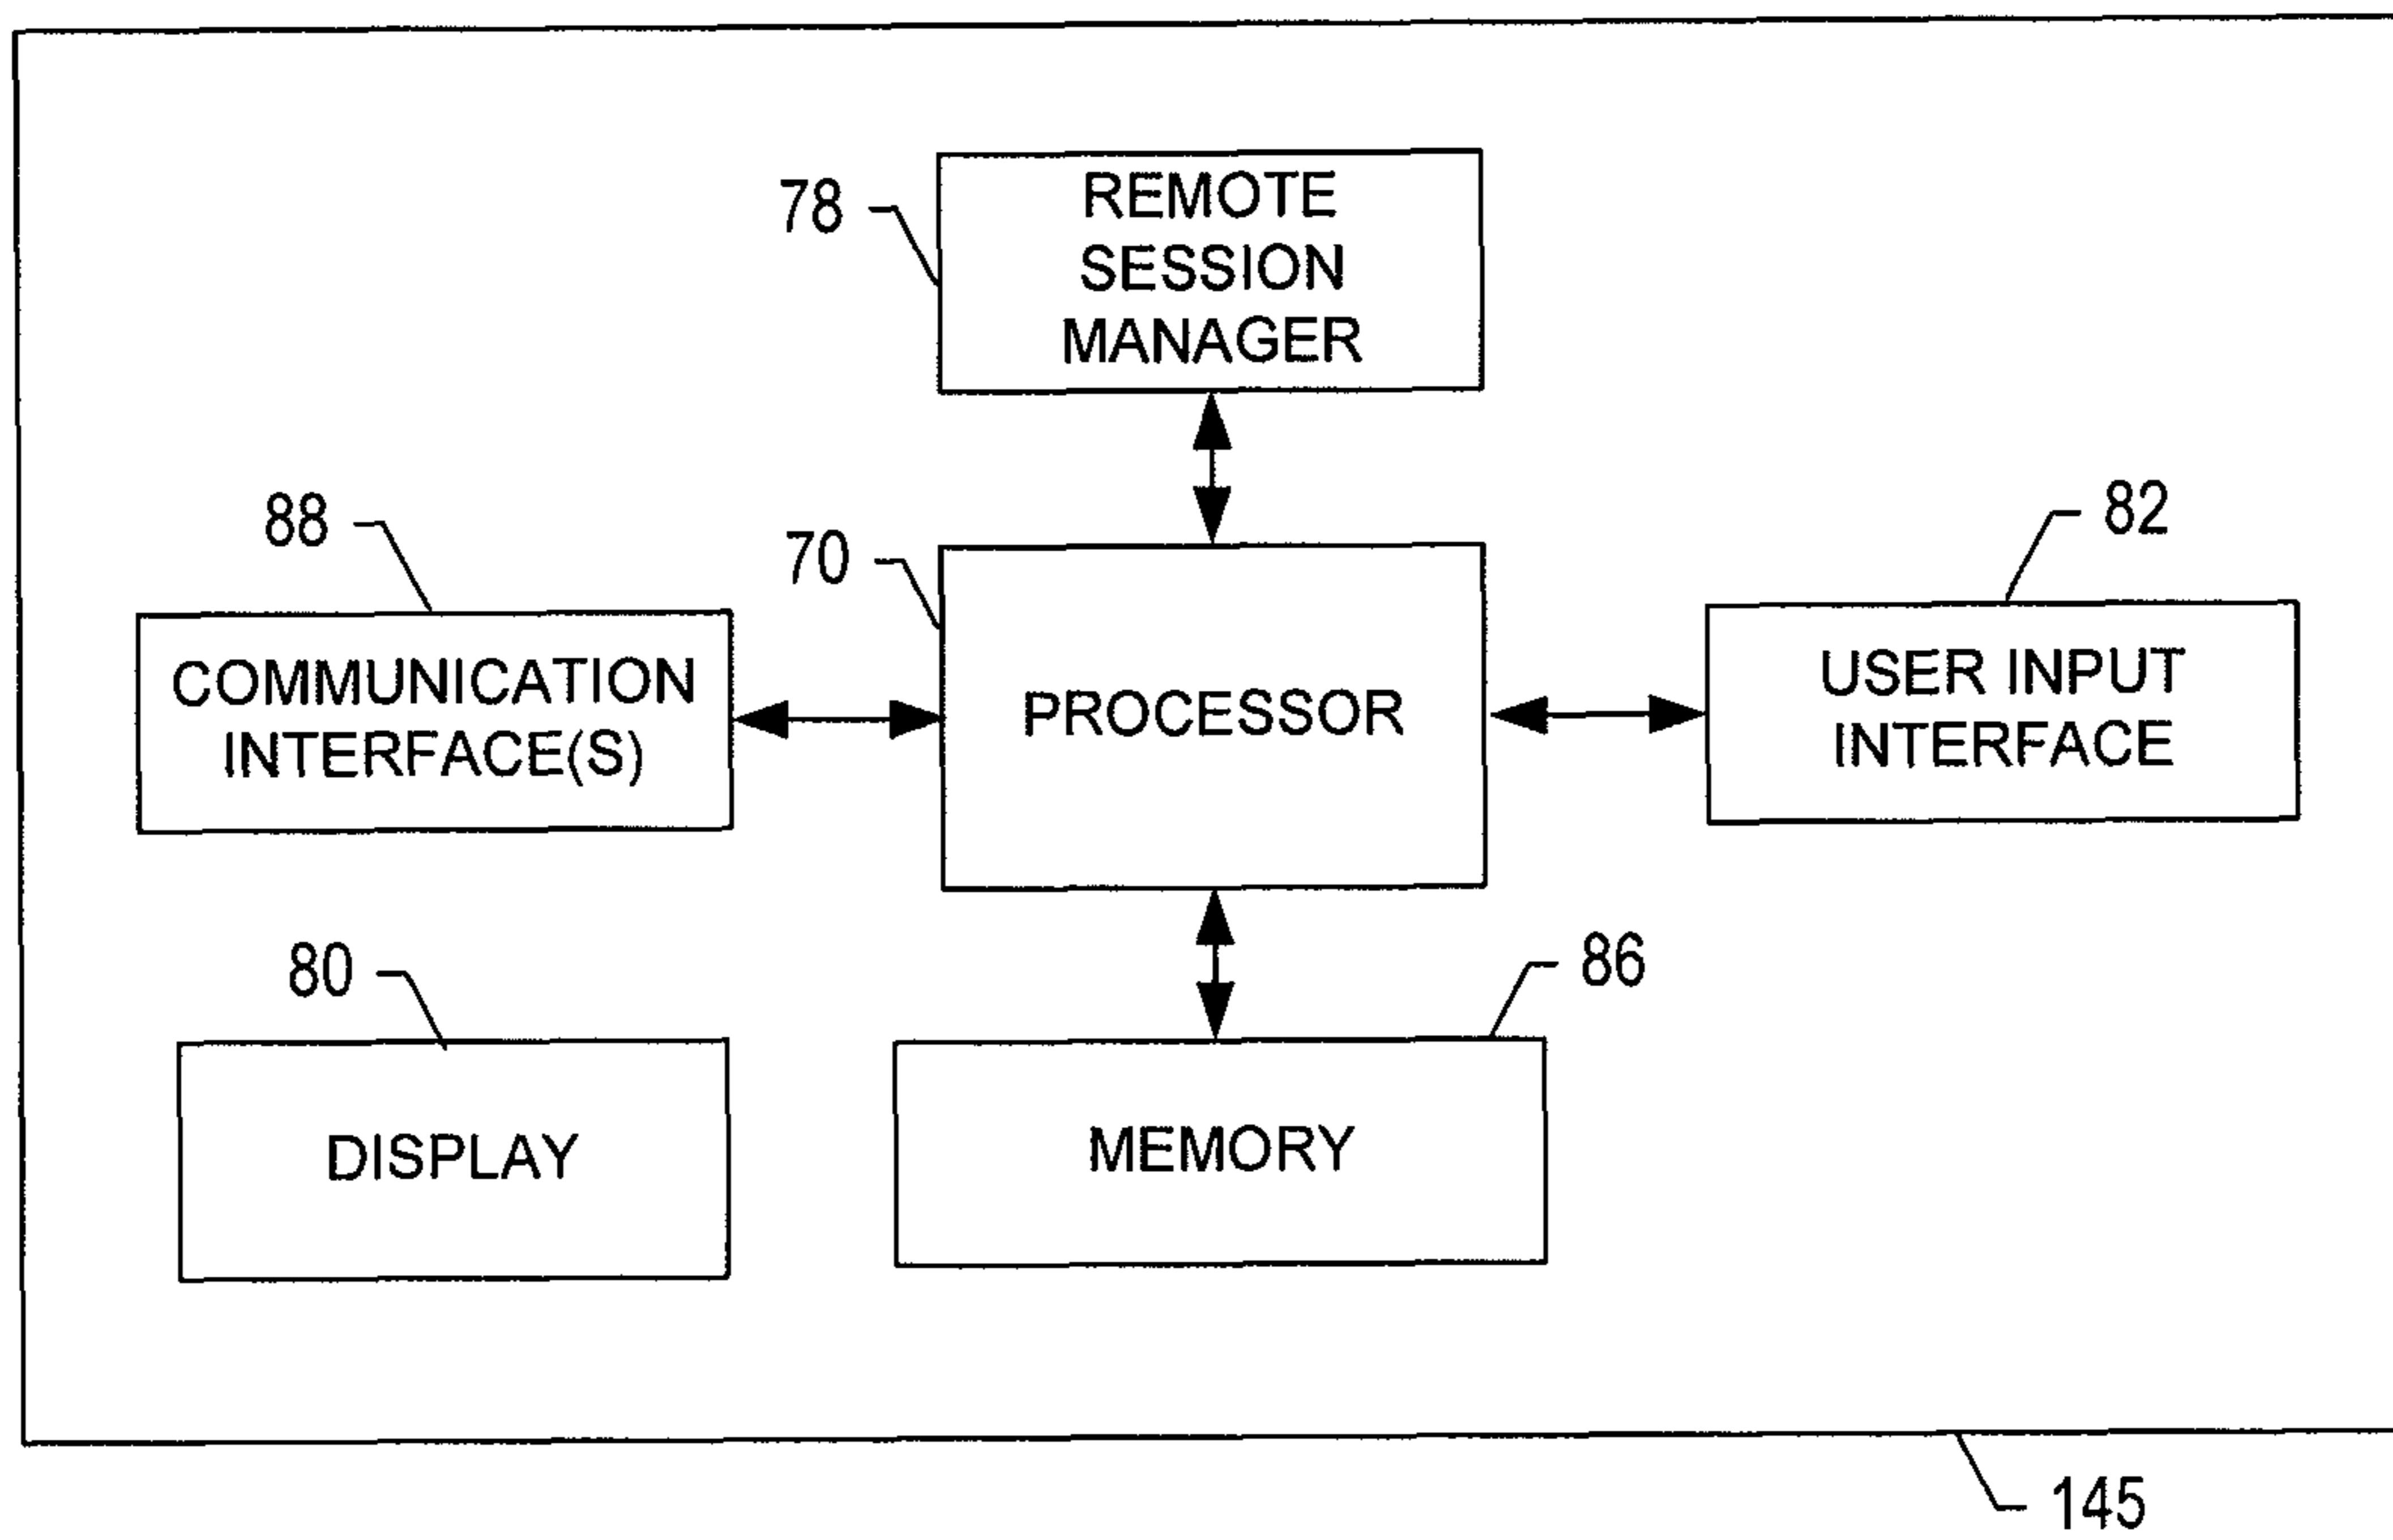 78
REMOTE
SESSION
MANAGER
88
70
82
COMMUNICATION
INTERFACE(S)
PROCESSOR
USER INPUT
INTERFACE
80
86
DISPLAY
MEMORY
145